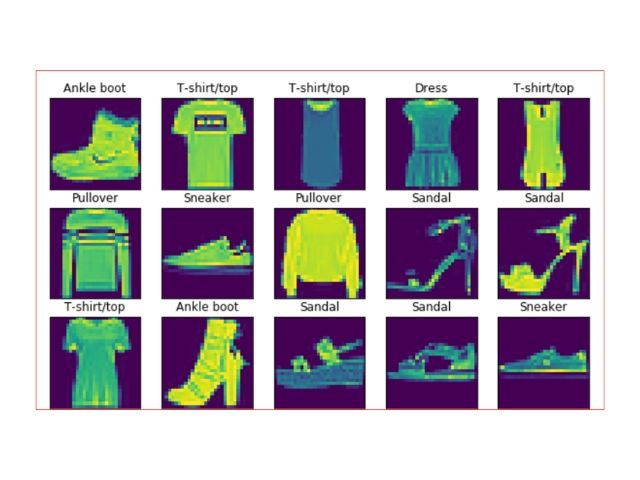 Ankle boot T-shirt/top T-shirt/top Dress T-shirt/top
Pullover Sneaker Pullover Sandal Sandal
T-shirt/top Ankle boot Sandal Sandal Sneaker